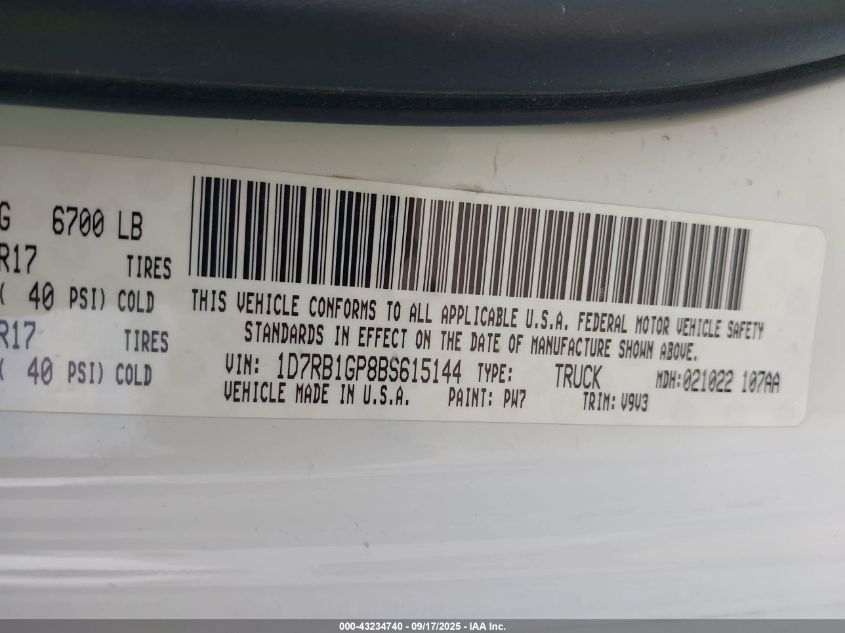 G 6700 LB
R17 TIRES
( 40 PSI) COLD
R17 TIRES
( 40 PSI) COLD
THIS VEHICLE CONFORMS TO ALL APPLICABLE U.S.A. FEDERAL MOTOR VEHICLE SAFETY
STANDARDS IN EFFECT ON THE DATE OF MANUFACTURE SHOWN ABOVE.
VIN: 1D7RB1GP8BS615144 TYPE: TRUCK MDH:021022 107AA
VEHICLE MADE IN U.S.A. PAINT: PW7 TRIM: V9V3
000-43234740 - 09/17/2025 - IAA Inc.